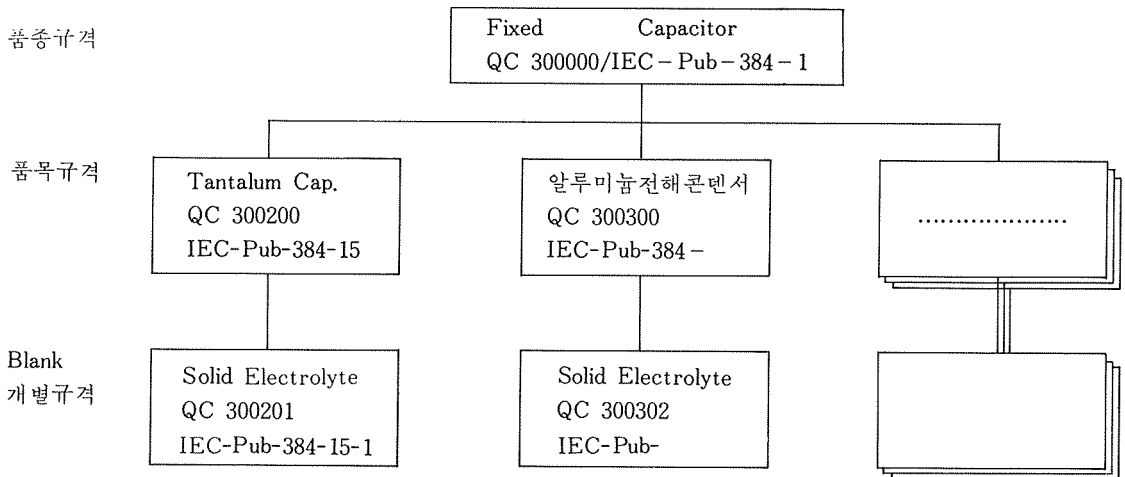 품종규격
Fixed Capacitor
QC 300000/IEC-Pub-384-1
품목규격
Tantalum Cap.
QC 300200
IEC-Pub-384-15
알루미늄전해콘덴서
QC 300300
IEC-Pub-384-
.....................
Blank
개별규격
Solid Electrolyte
QC 300201
IEC-Pub-384-15-1
Solid Electrolyte
QC 300302
IEC-Pub-